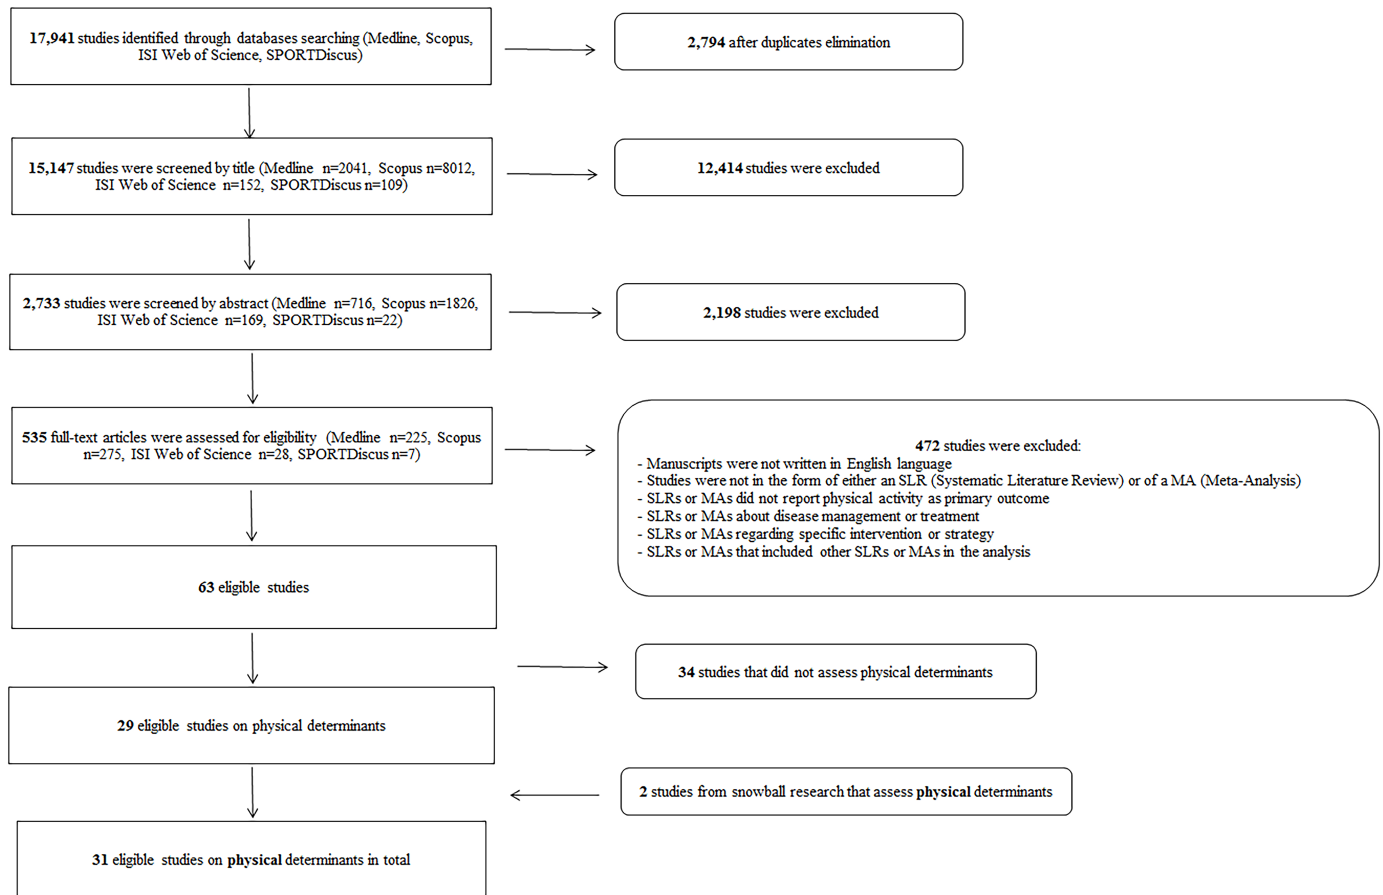 17,941 studies identified through databases searching (Medline, Scopus,
ISI Web of Science, SPORTDiscus)
2,794 after duplicates elimination
15,147 studies were screened by title (Medline n=2041, Scopus n=8012,
ISI Web of Science n=152, SPORTDiscus n=109)
12,414 studies were excluded
2,733 studies were screened by abstract (Medline n=716, Scopus n=1826,
ISI Web of Science n=169, SPORTDiscus n=22)
2,198 studies were excluded
535 full-text articles were assessed for eligibility (Medline n=225, Scopus
n=275, ISI Web of Science n=28, SPORTDiscus n=7)
472 studies were excluded:
- Manuscripts were not written in English language
- Studies were not in the form of either an SLR (Systematic Literature Review) or of a MA (Meta-Analysis)
- SLRs or MAs did not report physical activity as primary outcome
- SLRs or MAs about disease management or treatment
- SLRs or MAs regarding specific intervention or strategy
- SLRs or MAs that included other SLRs or MAs in the analysis
63 eligible studies
34 studies that did not assess physical determinants
29 eligible studies on physical determinants
2 studies from snowball research that assess physical determinants
31 eligible studies on physical determinants in total